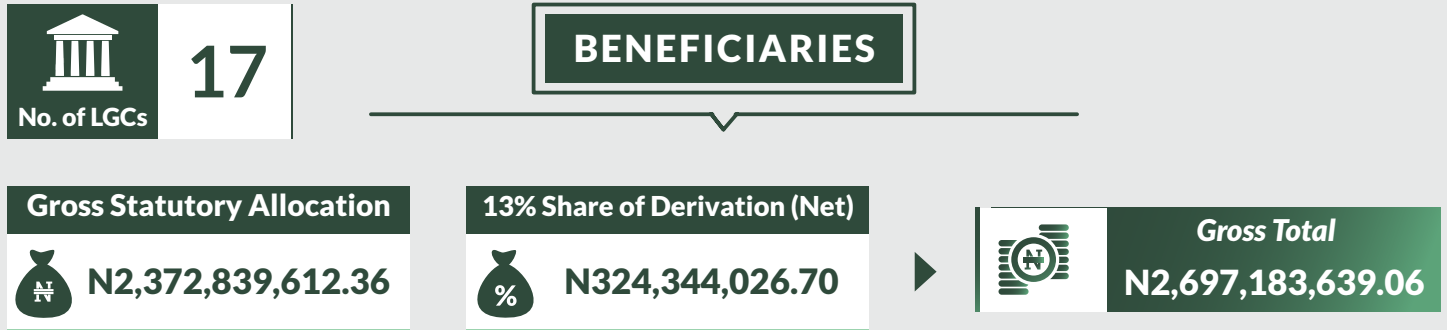 17
No. of LGCs
BENEFICIARIES
Gross Statutory Allocation
₦
N2,372,839,612.36
13% Share of Derivation (Net)
%
N324,344,026.70
₦
Gross Total
N2,697,183,639.06